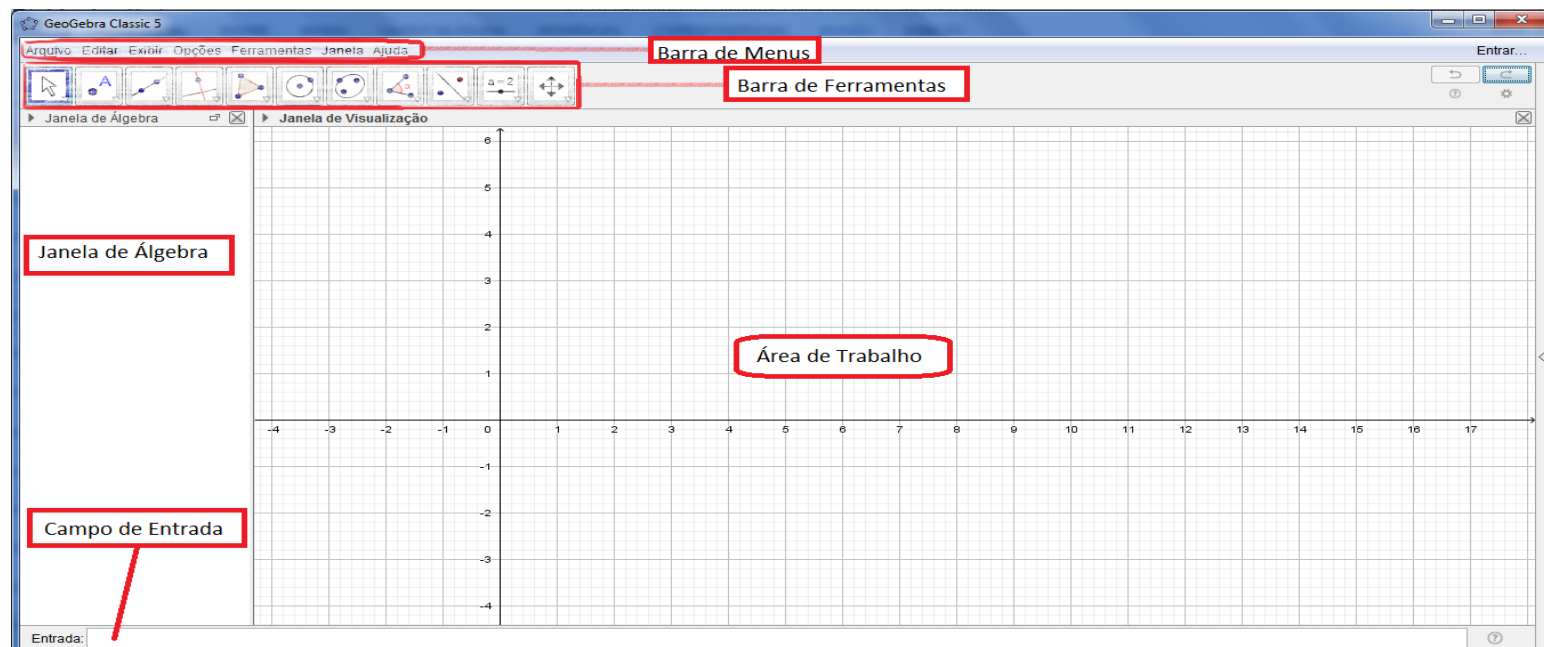 GeoGebra Classic 5
Arquivo Editar Exibir Opções Ferramentas Janela Ajuda
Barra de Menus
Entrar...
A
a=2
Barra de Ferramentas
Janela de Álgebra
Janela de Visualização
6
5
4
3
2
1
Janela de Álgebra
Área de Trabalho
-4 -3 -2 -1 0 1 2 3 4 5 6 7 8 9 10 11 12 13 14 15 16 17
-1
-2
-3
-4
Campo de Entrada
Entrada: